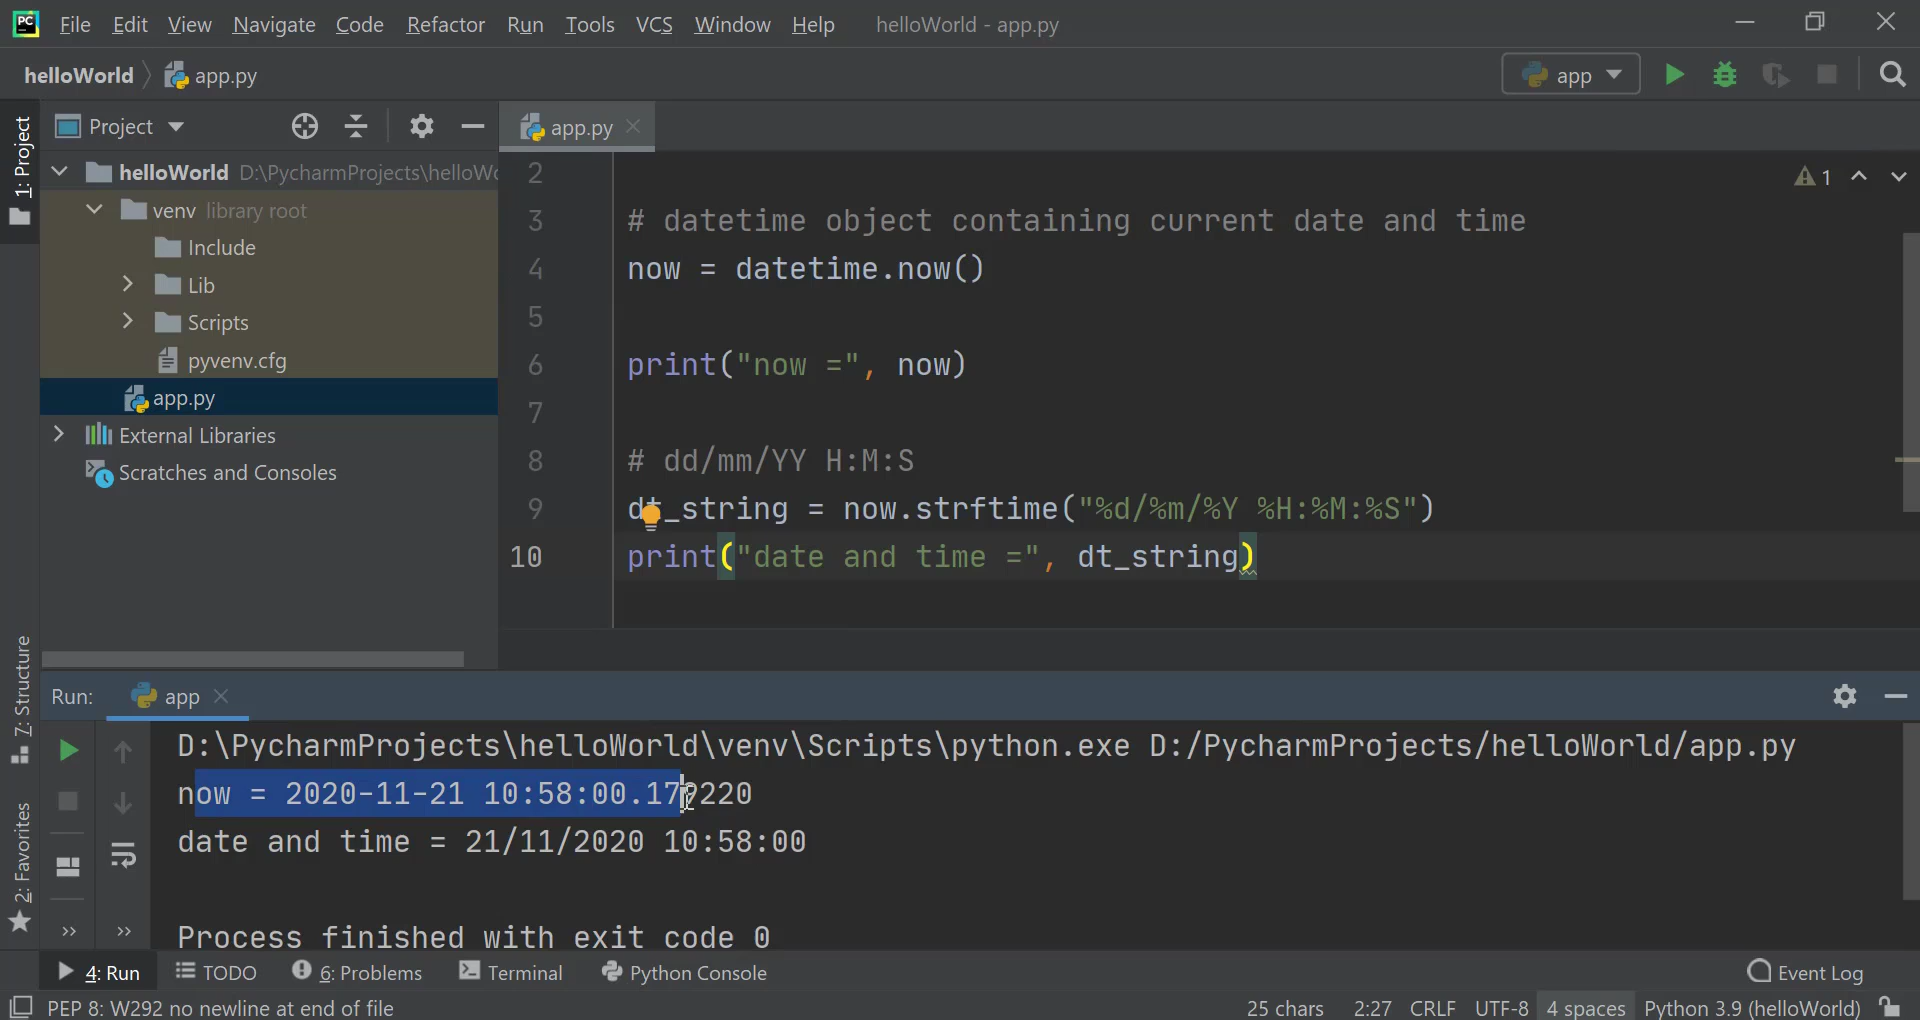 PC File Edit View Navigate Code Refactor Run Tools VCS Window Help helloWorld - app.py
helloWorld app.py app
1: Project
Project
app.py
helloWorld D:\PycharmProjects\helloWo
venv library root
Include
Lib
Scripts
pyvenv.cfg
app.py
External Libraries
Scratches and Consoles
1
2
3 # datetime object containing current date and time
4 now = datetime.now()
5
6 print("now =", now)
7
8 # dd/mm/YY H:M:S
9 dt_string = now.strftime("%d/%m/%Y %H:%M:%S")
10 print("date and time =", dt_string)
7: Structure
2: Favorites
Run: app
D:\PycharmProjects\helloWorld\venv\Scripts\python.exe D:/PycharmProjects/helloWorld/app.py
now = 2020-11-21 10:58:00.179220
date and time = 21/11/2020 10:58:00
Process finished with exit code 0
4: Run TODO 6: Problems Terminal Python Console Event Log
PEP 8: W292 no newline at end of file 25 chars 2:27 CRLF UTF-8 4 spaces Python 3.9 (helloWorld)